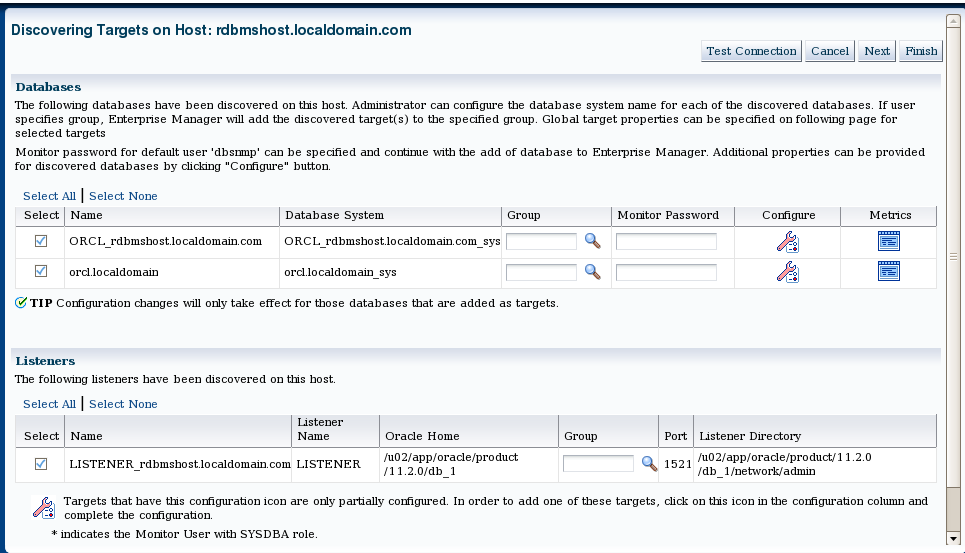 Discovering Targets on Host: rdbmshost.localdomain.com
Test Connection Cancel Next Finish
Databases
The following databases have been discovered on this host. Administrator can configure the database system name for each of the discovered databases. If user
specifies group, Enterprise Manager will add the discovered target(s) to the specified group. Global target properties can be specified on following page for
selected targets
Monitor password for default user 'dbsnmp' can be specified and continue with the add of database to Enterprise Manager. Additional properties can be provided
for discovered databases by clicking "Configure" button.
Select All | Select None
Select Name Database System Group Monitor Password Configure Metrics
ORCL_rdbmshost.localdomain.com ORCL_rdbmshost.localdomain.com_sys
orcl.localdomain orcl.localdomain_sys
TIP Configuration changes will only take effect for those databases that are added as targets.
Listeners
The following listeners have been discovered on this host.
Select All | Select None
Select Name Listener Name Oracle Home Group Port Listener Directory
LISTENER_rdbmshost.localdomain.com LISTENER /u02/app/oracle/product/11.2.0/db_1 1521 /u02/app/oracle/product/11.2.0/db_1/network/admin
Targets that have this configuration icon are only partially configured. In order to add one of these targets, click on this icon in the configuration column and
complete the configuration.
* indicates the Monitor User with SYSDBA role.